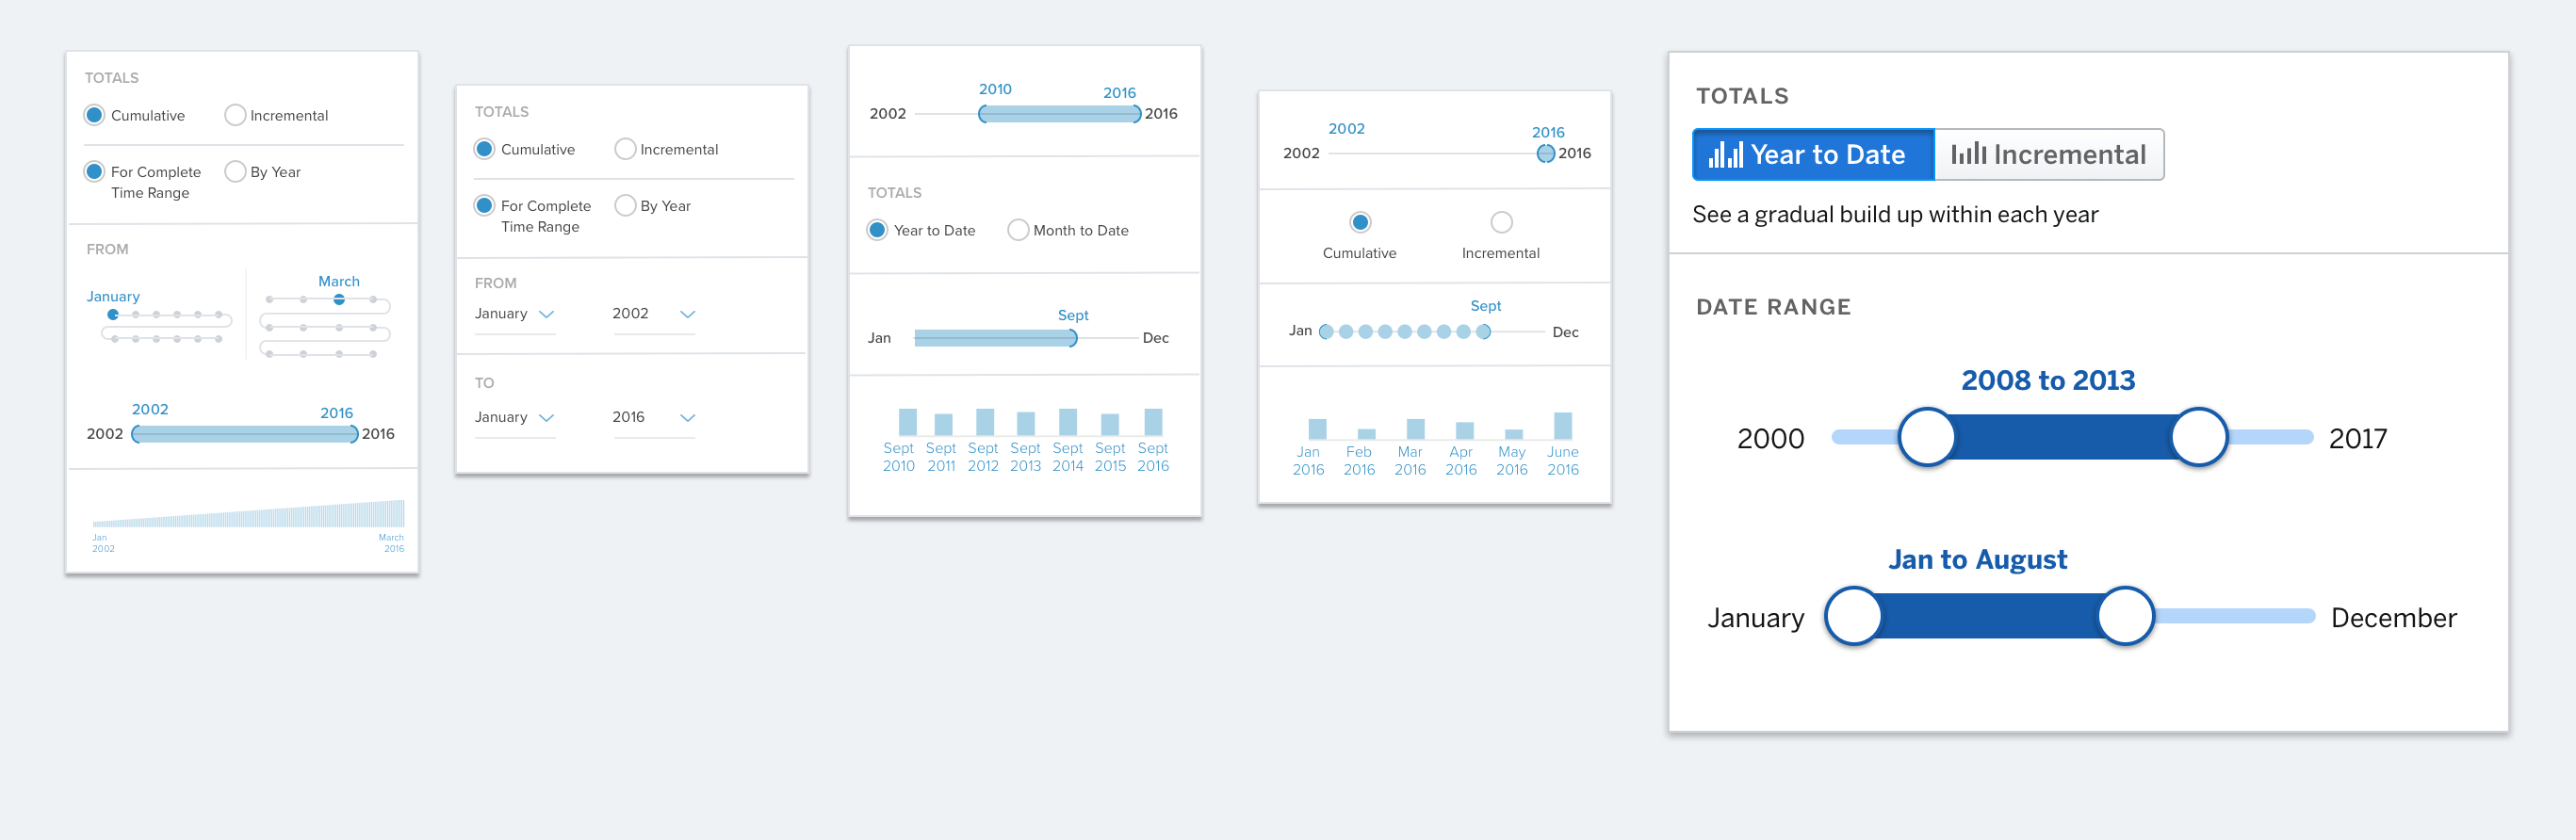 TOTALS
Cumulative Incremental
For Complete By Year
Time Range
FROM
March
January
2002 2016
2002 2016
Jan March
2002 2016
TOTALS
Cumulative Incremental
For Complete By Year
Time Range
FROM
January 2002
TO
January 2016
2010 2016
2002 2016
TOTALS
Year to Date Month to Date
Sept
Jan Dec
Sept Sept Sept Sept Sept Sept Sept
2010 2011 2012 2013 2014 2015 2016
2002 2016
2002 2016
Cumulative Incremental
Sept
Jan Dec
Jan Feb Mar Apr May June
2016 2016 2016 2016 2016 2016
TOTALS
Year to Date Incremental
See a gradual build up within each year
DATE RANGE
2008 to 2013
2000 2017
Jan to August
January December